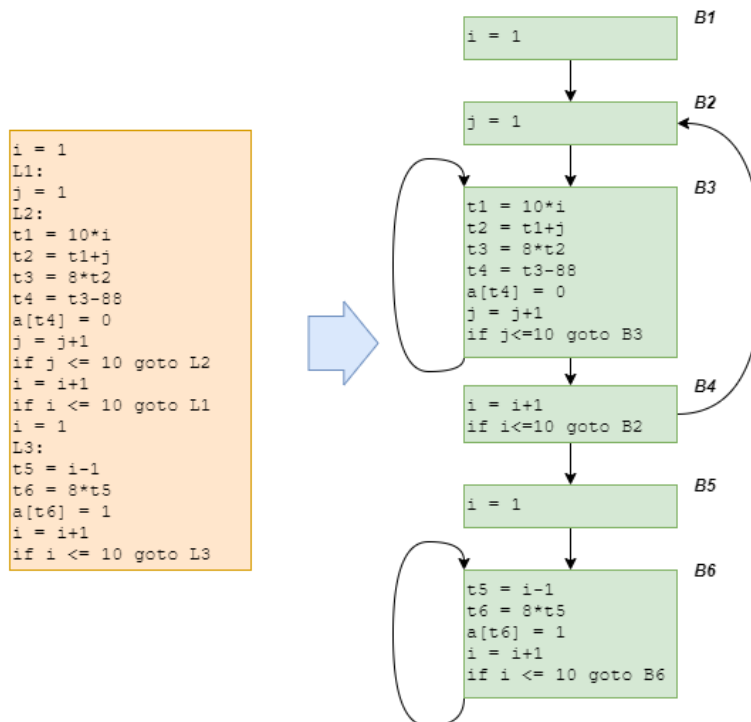 i = 1
L1:
j = 1
L2:
t1 = 10*i
t2 = t1+j
t3 = 8*t2
t4 = t3-88
a[t4] = 0
j = j+1
if j <= 10 goto L2
i = i+1
if i <= 10 goto L1
i = 1
L3:
t5 = i-1
t6 = 8*t5
a[t6] = 1
i = i+1
if i <= 10 goto L3
B1
i = 1
B2
j = 1
B3
t1 = 10*i
t2 = t1+j
t3 = 8*t2
t4 = t3-88
a[t4] = 0
j = j+1
if j<=10 goto B3
B4
i = i+1
if i<=10 goto B2
B5
i = 1
B6
t5 = i-1
t6 = 8*t5
a[t6] = 1
i = i+1
if i <= 10 goto B6